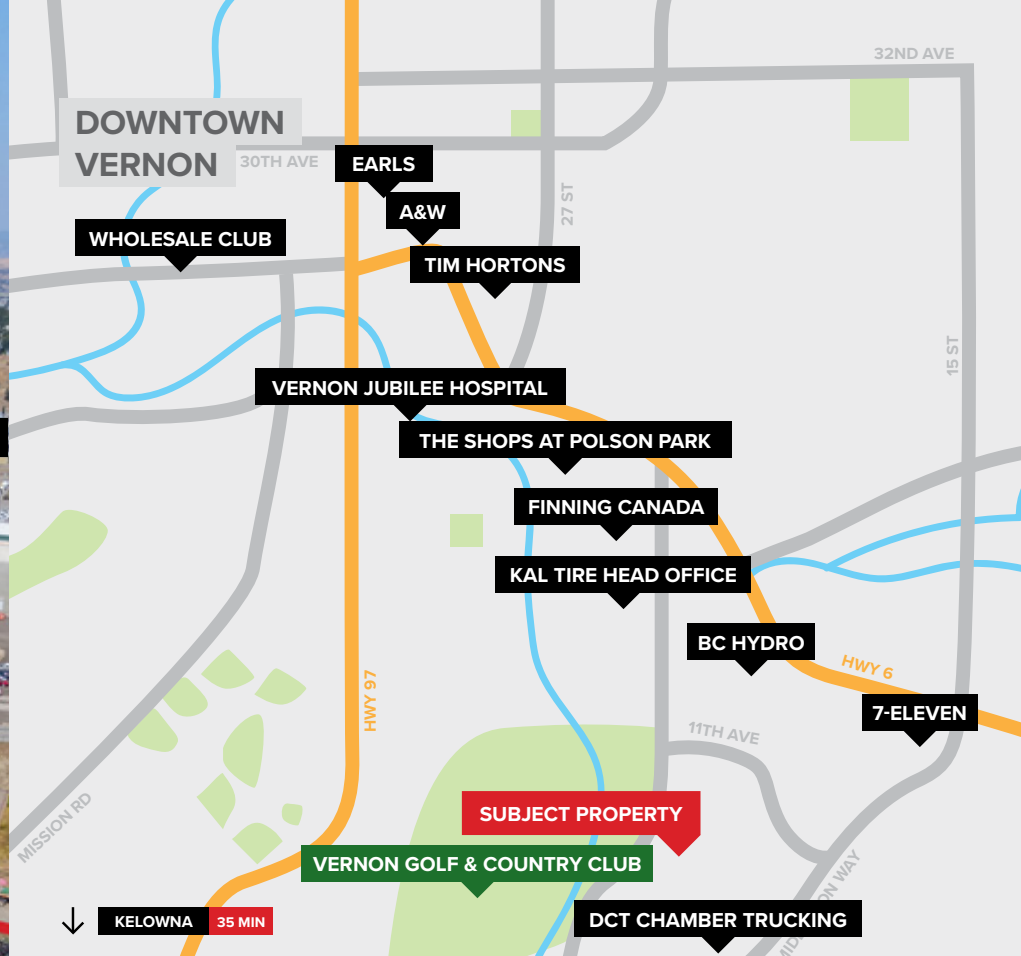 32ND AVE
DOWNTOWN
VERNON
30TH AVE
EARLS
27 ST
A&W
WHOLESALE CLUB
TIM HORTONS
15 ST
VERNON JUBILEE HOSPITAL
THE SHOPS AT POLSON PARK
FINNING CANADA
KAL TIRE HEAD OFFICE
BC HYDRO
HWY 6
HWY 97
7-ELEVEN
11TH AVE
SUBJECT PROPERTY
MISSION RD
VERNON GOLF & COUNTRY CLUB
KELOWNA 35 MIN
DCT CHAMBER TRUCKING
WAY